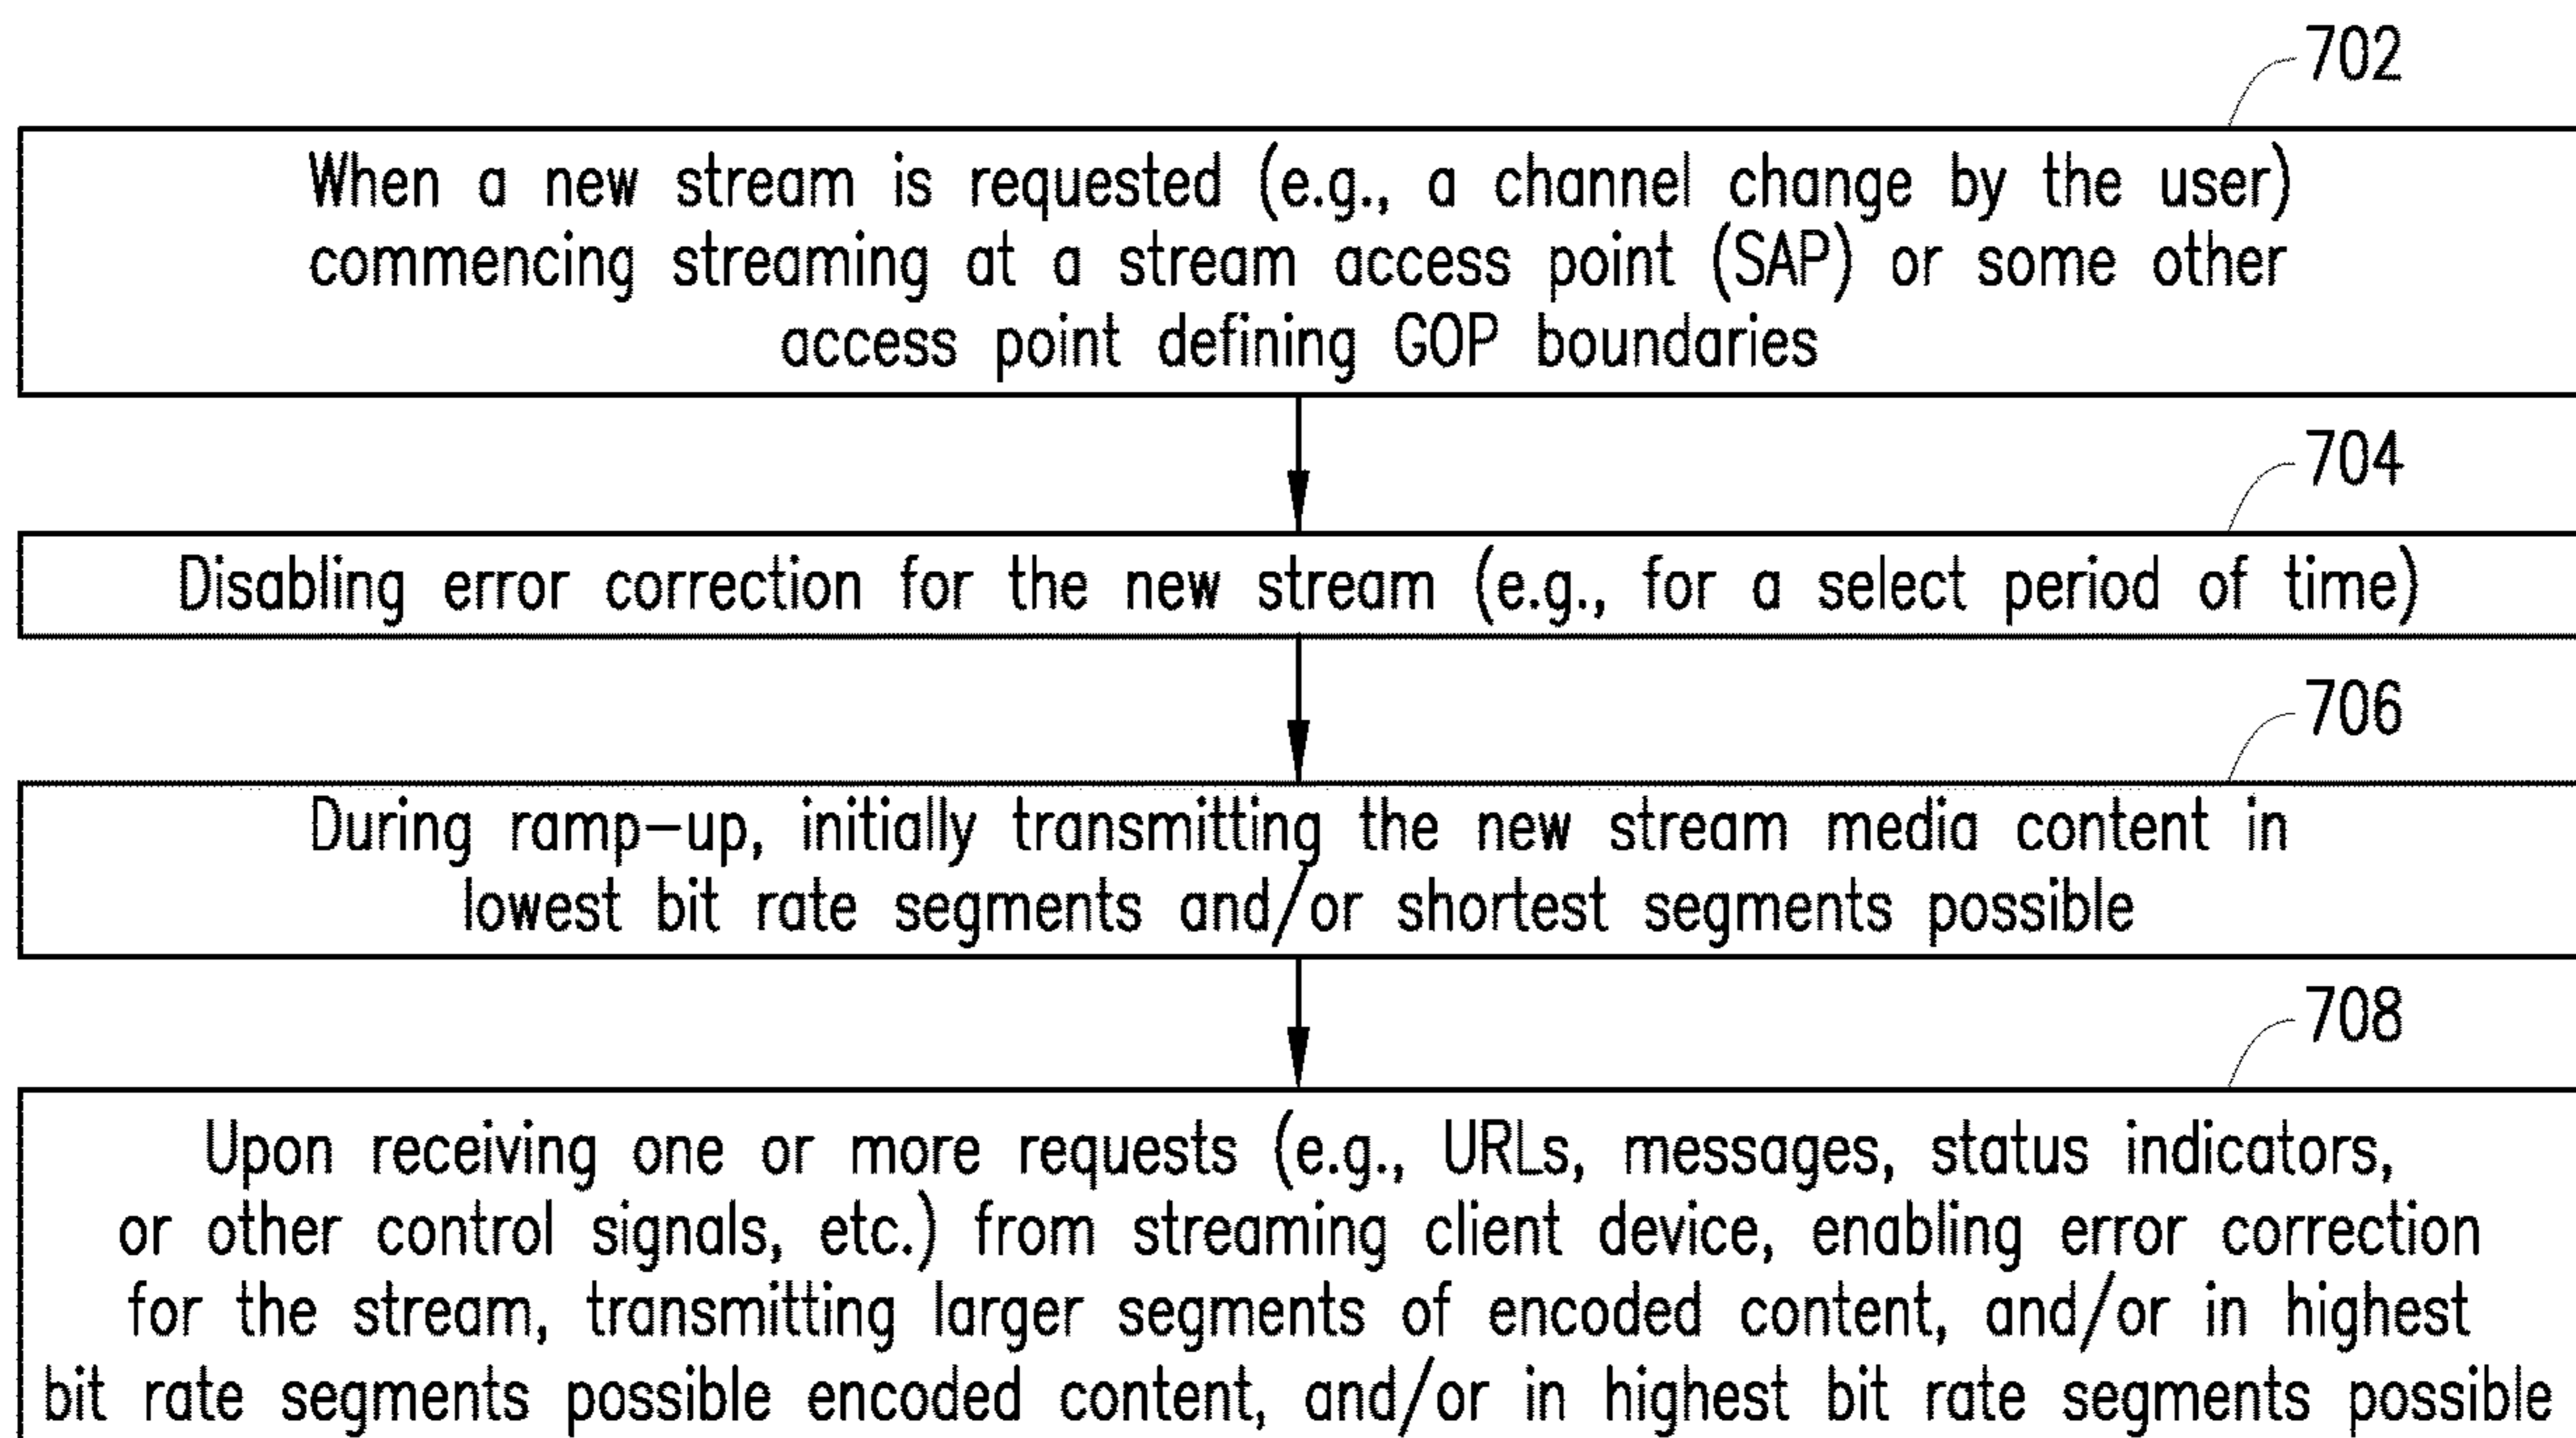 702
When a new stream is requested (e.g., a channel change by the user)
commencing streaming at a stream access point (SAP) or some other
access point defining GOP boundaries
704
Disabling error correction for the new stream (e.g., for a select period of time)
706
During ramp-up, initially transmitting the new stream media content in
lowest bit rate segments and/or shortest segments possible
708
Upon receiving one or more requests (e.g., URLs, messages, status indicators,
or other control signals, etc.) from streaming client device, enabling error correction
for the stream, transmitting larger segments of encoded content, and/or in highest
bit rate segments possible encoded content, and/or in highest bit rate segments possible